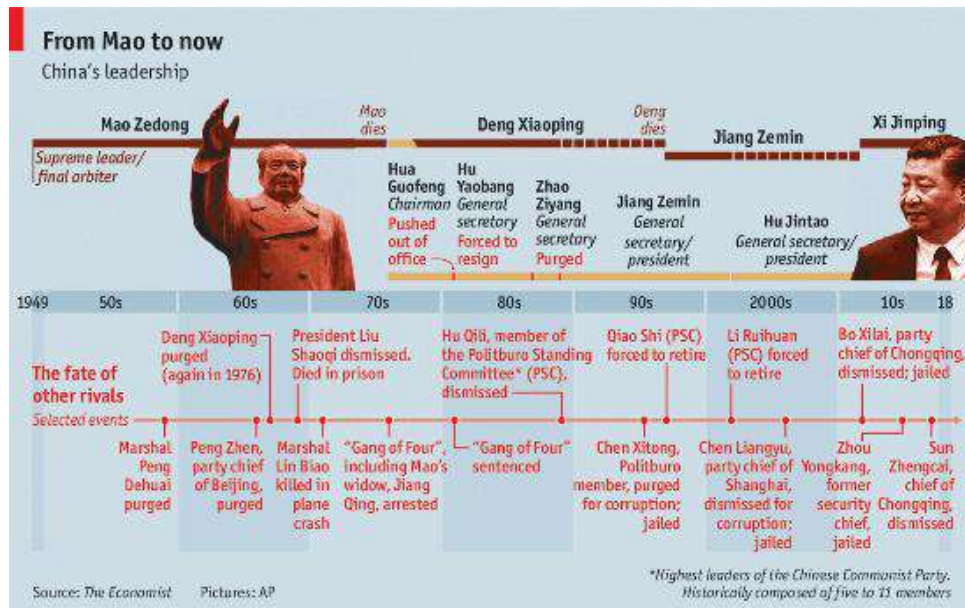 From Mao to now
China's leadership
Mao Zedong
Mao
dies
Deng Xiaoping
Deng
dies
Jiang Zemin
Xi Jinping
Supreme leader/
final arbiter
Hua
Guofeng
Chairman
Pushed
out of
office
Hu
Yaobang
General
secretary
Forced to
resign
Zhao
Ziyang
General
secretary
Purged
Jiang Zemin
General
secretary/
president
Hu Jintao
General secretary/
president
1949 50s 60s 70s 80s 90s 2000s 10s 18
The fate of
other rivals
Selected events
Deng Xiaoping
purged
(again in 1976)
President Liu
Shaoqi dismissed.
Died in prison
Hu Qili, member of
the Politburo Standing
Committee* (PSC),
dismissed
Qiao Shi (PSC)
forced to retire
Li Ruihuan
(PSC) forced
to retire
Bo Xilai, party
chief of Chongqing,
dismissed; jailed
Marshal
Peng
Dehuai
purged
Peng Zhen,
party chief
of Beijing,
purged
Marshal
Lin Biao
killed in
plane
crash
"Gang of Four",
including Mao's
widow, Jiang
Qing, arrested
"Gang of Four"
sentenced
Chen Xitong,
Politburo
member, purged
for corruption;
jailed
Chen Liangyu,
party chief of
Shanghai,
dismissed for
corruption;
jailed
Zhou
Yongkang,
former
security
chief,
jailed
Sun
Zhengcai,
chief of
Chongqing,
dismissed
Source: The Economist Pictures: AP
*Highest leaders of the Chinese Communist Party.
Historically composed of five to 11 members